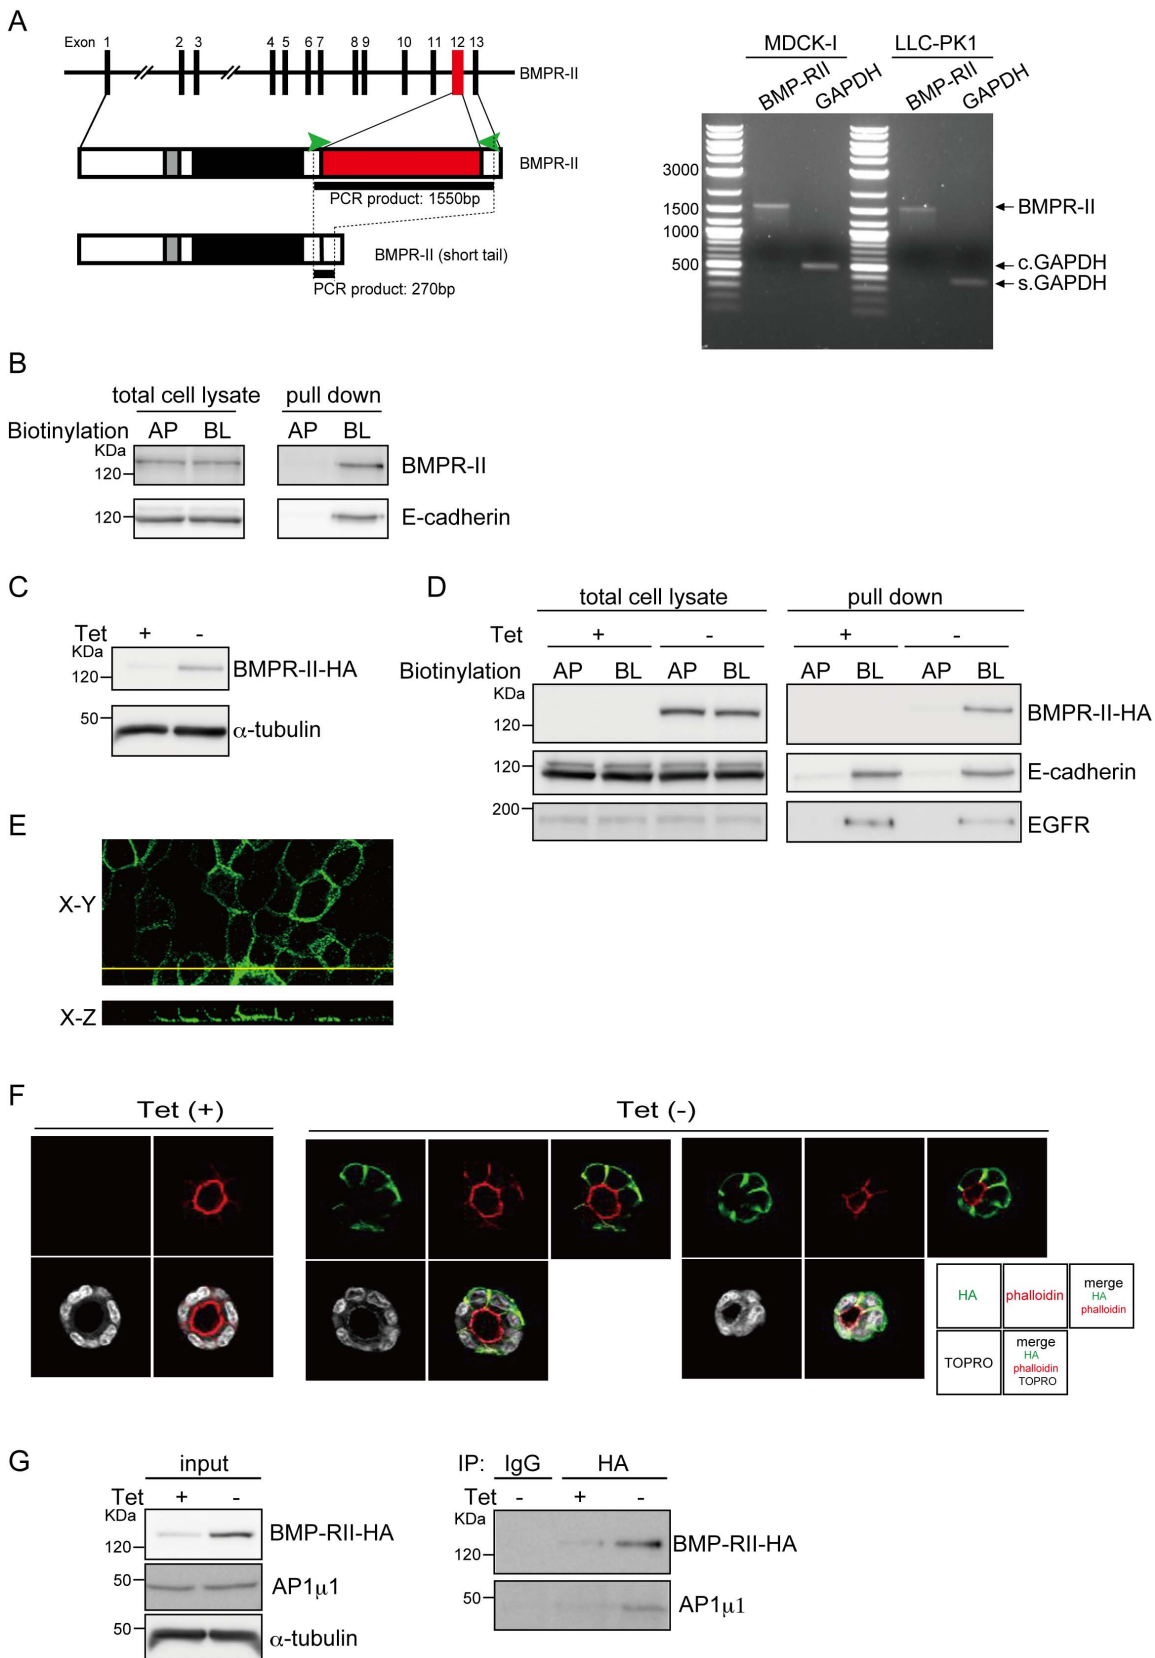 A
Exon 1 2 3 4 5 6 7 8 9 10 11 12 13
BMPR-II
BMPR-II
PCR product: 1550bp
BMPR-II (short tail)
PCR product: 270bp
MDCK-I LLC-PK1
BMP-RII GAPDH BMP-RII GAPDH
3000
1500
1000
500
BMPR-II
c.GAPDH
s.GAPDH
B
total cell lysate pull down
Biotinylation AP BL AP BL
KDa
120
BMPR-II
120
E-cadherin
C
Tet + -
KDa
120
BMPR-II-HA
50
α-tubulin
D
total cell lysate pull down
Tet + - + -
Biotinylation AP BL AP BL AP BL AP BL
KDa
120
BMPR-II-HA
120
E-cadherin
200
EGFR
E
X-Y
X-Z
F
Tet (+) Tet (-)
HA phalloidin merge
HA
phalloidin
TOPRO merge
HA
phalloidin
TOPRO
G
input
Tet + -
KDa
120
BMP-RII-HA
50
AP1μ1
50
α-tubulin
IP: IgG HA
Tet - + -
KDa
120
BMP-RII-HA
50
AP1μ1